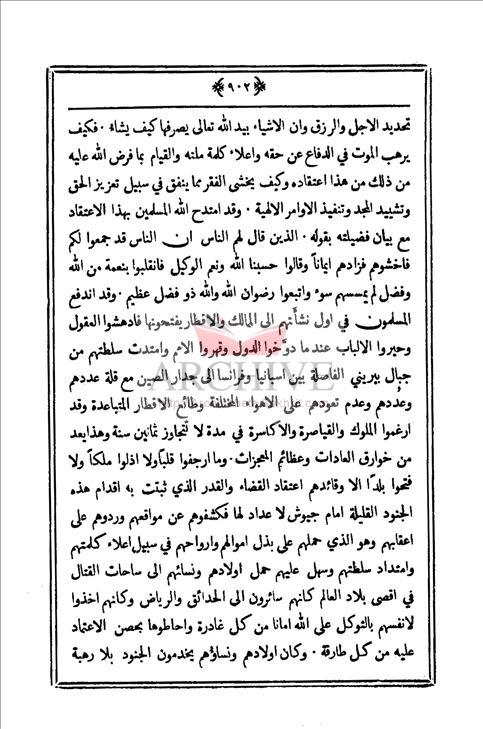 ﴿٩٠٢﴾
تحديد الاجل والرزق وان الاشياء بيد الله تعالى يصرفها كيف يشاء . فكيف
يرهب الموت في الدفاع عن حقه واعلاء كلمة ملته والقيام بما فرض الله عليه
من ذلك من هذا اعتقاده وكيف يخشى الفقر مما ينفق في سبيل تعزيز الحق
وتشييد المجد وتنفيذ الاوامر الالهية . وقد امتدح الله المسلمين بهذا الاعتقاد
مع بيان فضيلته بقوله . الذين قال لهم الناس ان الناس قد جمعوا لكم
فاخشوهم فزادهم ايماناً وقالوا حسبنا الله ونعم الوكيل فانقلبوا بنعمة من الله
وفضل لم يمسسهم سوء واتبعوا رضوان الله والله ذو فضل عظيم . وقد اندفع
المسلمون في اول نشأتهم الى الممالك والاقطار يفتحونها فادهشوا العقول
وحيروا الالباب عندما دوَّخوا الدول وقهروا الامم وامتدت سلطتهم من
جبال بيريني الفاصلة بين اسبانيا وفرانسا الى جدار الصين مع قلة عددهم
وعُددهم وعدم تعودهم على الاهوية المختلفة وطبائع الاقطار المتباعدة وقد
ارغموا الملوك والقياصرة والاكاسرة في مدة لا تتجاوز ثمانين سنة وهذا يعد
من خوارق العادات وعظائم المعجزات . وما ارجفوا قلباً ولا اذلوا ملكاً ولا
فتحوا بلدًا الا وقائدهم اعتقاد القضاء والقدر الذي ثبتت به اقدام هذه
الجنود القليلة امام جيوش لا عداد لها فكشفوهم عن مواقعهم وردوهم على
اعقابهم وهو الذي حملهم على بذل اموالهم وارواحهم في سبيل اعلاء كلمتهم
وامتداد سلطتهم وسهل عليهم حمل اولادهم ونسائهم الى ساحات القتال
في اقصى بلاد العالم كانهم سائرون الى الحدائق والرياض وكانهم اخذوا
لانفسهم بالتوكل على الله امانا من كل غادرة واحاطوها بحصن الاعتماد
عليه من كل طارقة . وكان اولادهم ونساؤهم يخدمون الجنود بلا رهبة
ARCHIVE